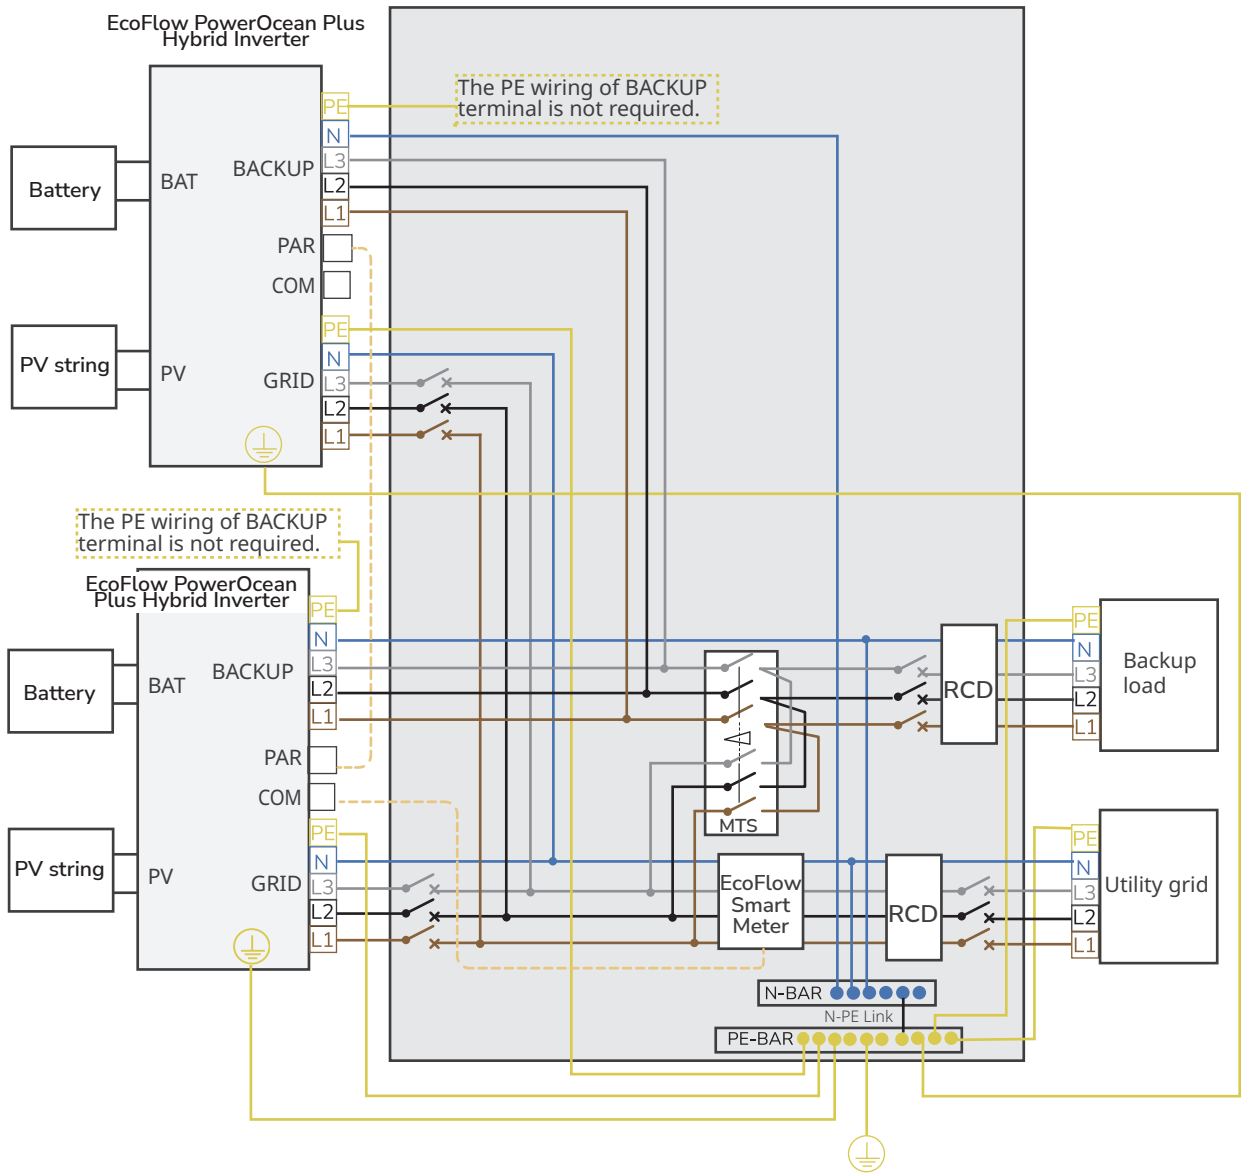 EcoFlow PowerOcean Plus
Hybrid Inverter
The PE wiring of BACKUP
terminal is not required.
PE
N
L3
L2
L1
BACKUP
Battery
BAT
PAR
COM
PE
N
L3
L2
L1
GRID
PV string
PV
The PE wiring of BACKUP
terminal is not required.
EcoFlow PowerOcean
Plus Hybrid Inverter
PE
N
L3
L2
L1
BACKUP
Battery
BAT
PAR
COM
PE
N
L3
L2
L1
GRID
PV string
PV
MTS
RCD
PE
N
L3
L2
L1
Backup
load
EcoFlow
Smart
Meter
RCD
PE
N
L3
L2
L1
Utility grid
N-BAR
N-PE Link
PE-BAR